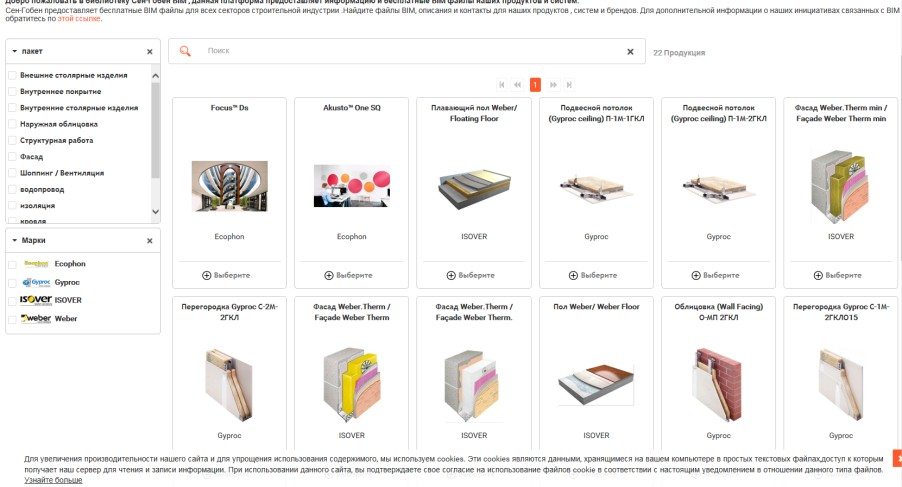 Добро пожаловать в библиотеку Сен-Гобен BIM , данная платформа предоставляет информацию и бесплатные BIM файлы наших продуктов и систем.
Сен-Гобен предоставляет бесплатные BIM файлы для всех секторов строительной индустрии .Найдите файлы BIM, описания и контакты для наших продуктов , систем и брендов. Для дополнительной информации о наших инициативах связанных с BIM
обратитесь по этой ссылке.
пакет
Поиск
22 Продукция
Внешние столярные изделия
Внутреннее покрытие
Внутренние столярные изделия
Наружная облицовка
Структурная работа
Фасад
Шоппинг / Вентиляция
водопровод
изоляция
кровля
1
Focus™ Ds
Akusto™ One SQ
Плавающий пол Weber/
Floating Floor
Подвесной потолок
(Gyproc ceiling) П-1М-1ГКЛ
Подвесной потолок
(Gyproc ceiling) П-1М-2ГКЛ
Фасад Weber.Therm min /
Façade Weber Therm min
Ecophon
Ecophon
ISOVER
Gyproc
Gyproc
ISOVER
Выберите
Выберите
Выберите
Выберите
Выберите
Выберите
Марки
Ecophon Ecophon
Gyproc Gyproc
ISOVER ISOVER
weber Weber
Перегородка Gyproc С-2М-
2ГКЛ
Фасад Weber.Therm /
Façade Weber Therm
Фасад Weber.Therm /
Façade Weber Therm.
Пол Weber/ Weber Floor
Облицовка (Wall Facing)
О-МП 2ГКЛ
Перегородка Gyproc С-1М-
2ГКЛО15
Gyproc
ISOVER
ISOVER
ISOVER
Gyproc
Gyproc
Для увеличения производительности нашего сайта и для упрощения использования содержимого, мы используем cookies. Эти cookies являются данными, хранящимися на вашем компьютере в простых текстовых файлах,доступ к которым
получает наш сервер для чтения и записи информации. При использовании данного сайта, вы подтверждаете свое согласие на использование файлов cookie в соответствии с настоящим уведомлением в отношении данного типа файлов.
Узнайте больше